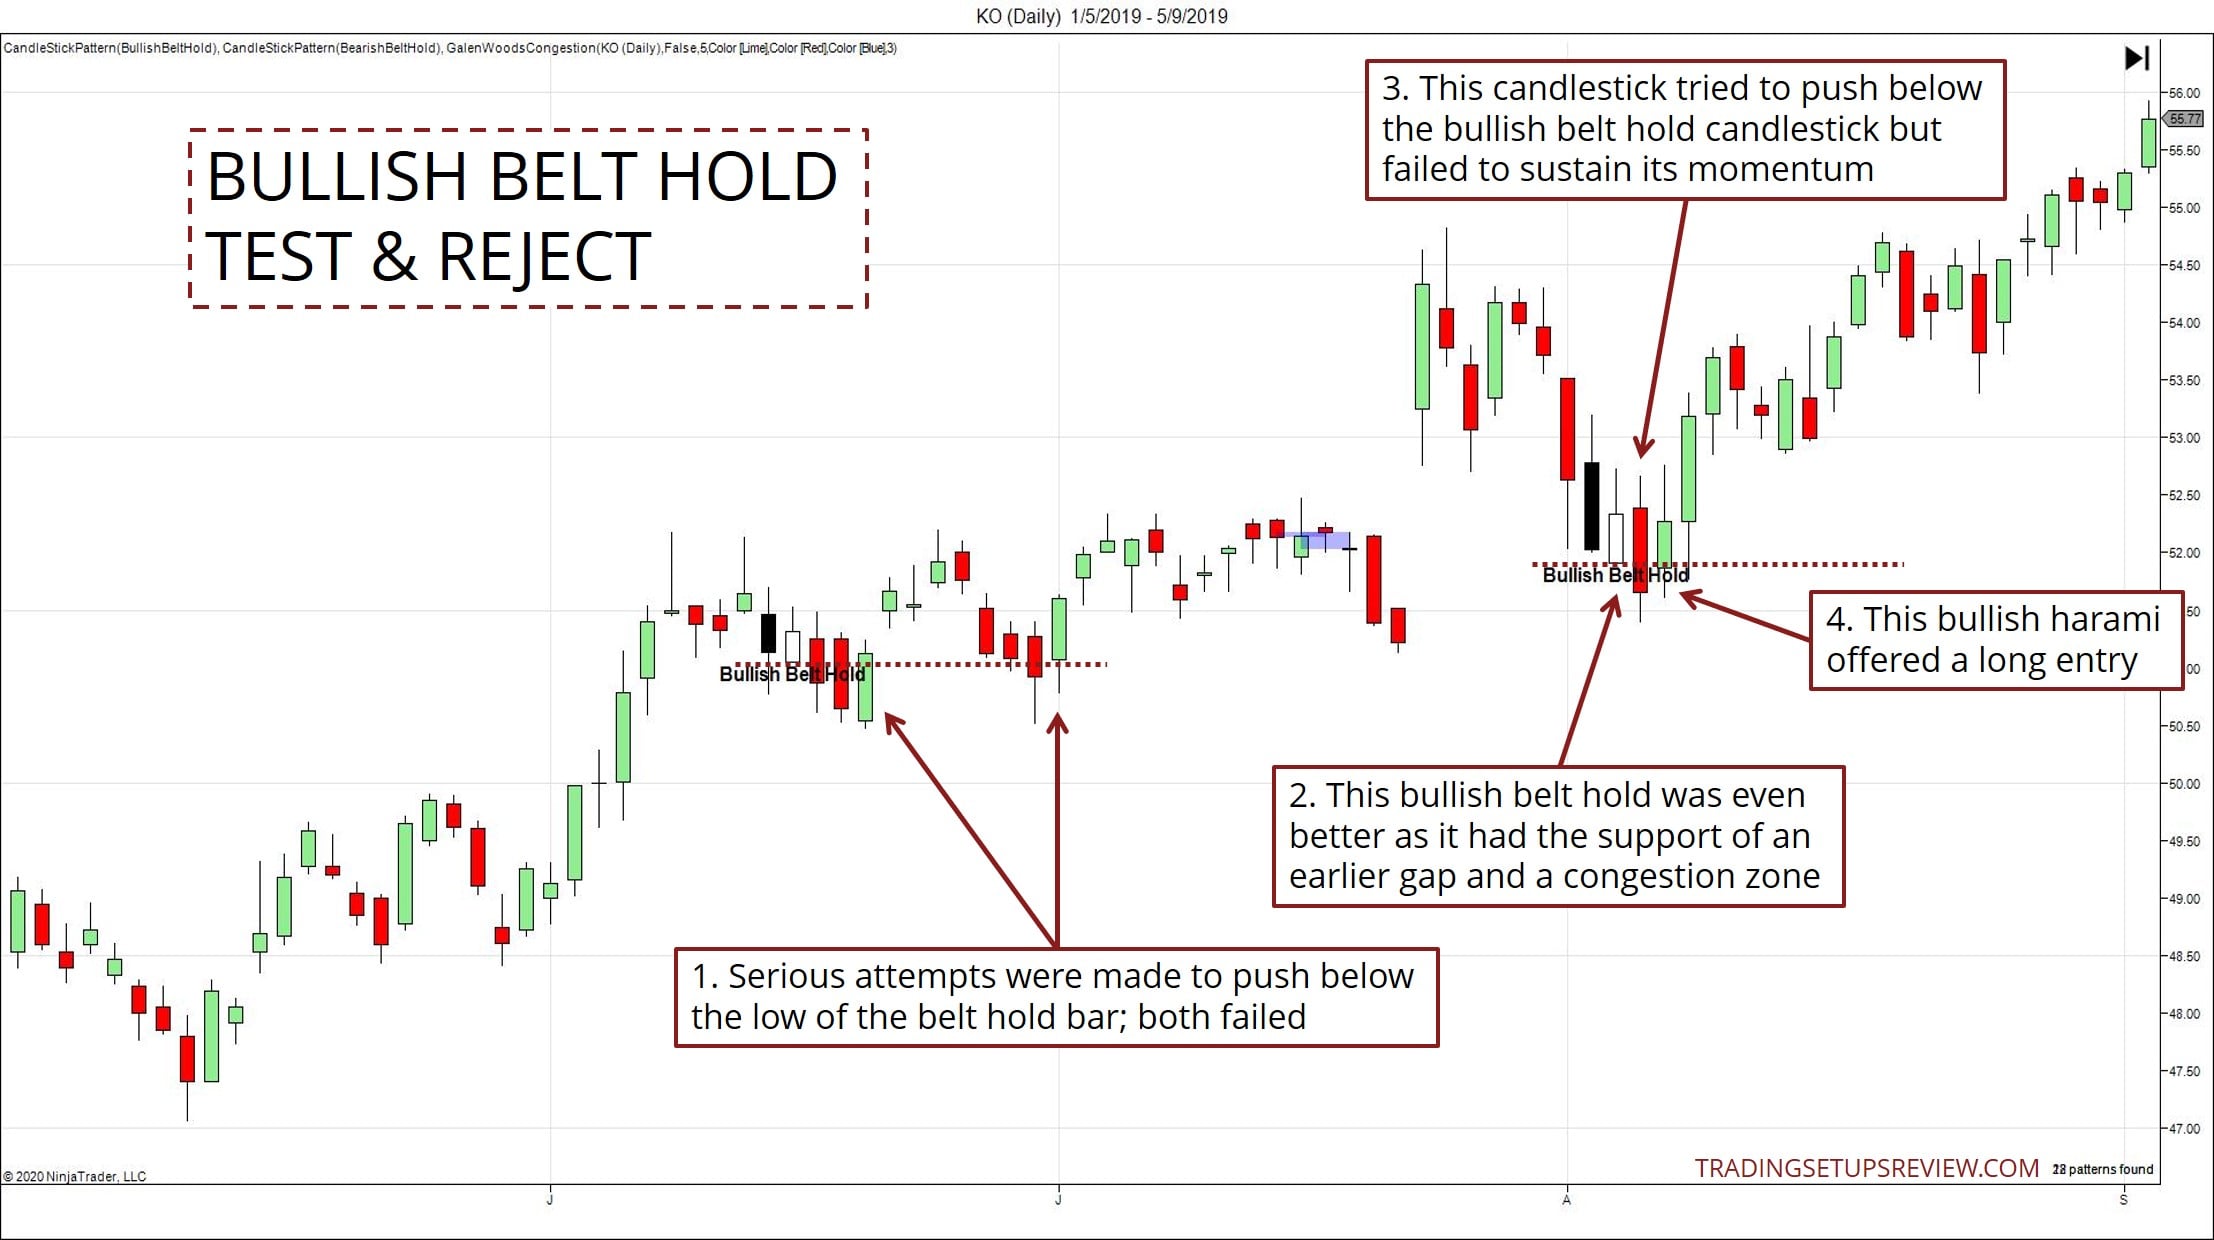 KO (Daily) 1/5/2019 - 5/9/2019
CandleStickPattern(BullishBeltHold), CandleStickPattern(BearishBeltHold), GalenWoodsCongestion(KO (Daily),False,5,Color [Lime],Color [Red],Color [Blue],3)
BULLISH BELT HOLD
TEST & REJECT
3. This candlestick tried to push below
the bullish belt hold candlestick but
failed to sustain its momentum
56.00
55.77
55.50
55.00
54.50
54.00
53.50
53.00
52.50
52.00
50
00
50.50
50.00
49.50
49.00
48.50
48.00
47.50
47.00
Bullish Belt Hold
Bullish Belt Hold
4. This bullish harami
offered a long entry
2. This bullish belt hold was even
better as it had the support of an
earlier gap and a congestion zone
1. Serious attempts were made to push below
the low of the belt hold bar; both failed
© 2020 NinjaTrader, LLC
TRADINGSETUPSREVIEW.COM
patterns found
J
J
A
S